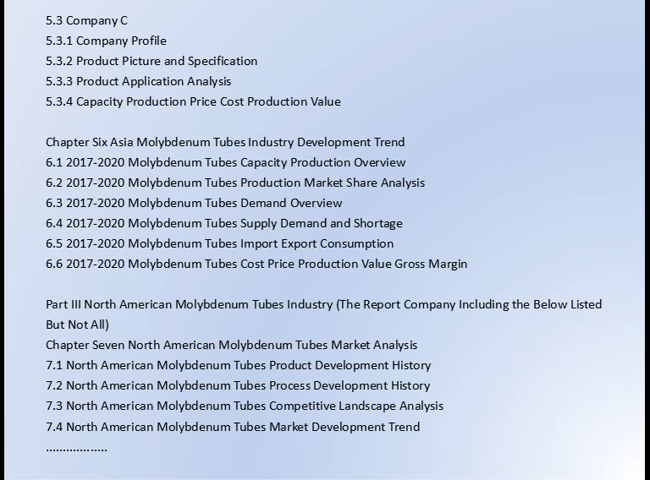 5.3 Company C
5.3.1 Company Profile
5.3.2 Product Picture and Specification
5.3.3 Product Application Analysis
5.3.4 Capacity Production Price Cost Production Value
Chapter Six Asia Molybdenum Tubes Industry Development Trend
6.1 2017-2020 Molybdenum Tubes Capacity Production Overview
6.2 2017-2020 Molybdenum Tubes Production Market Share Analysis
6.3 2017-2020 Molybdenum Tubes Demand Overview
6.4 2017-2020 Molybdenum Tubes Supply Demand and Shortage
6.5 2017-2020 Molybdenum Tubes Import Export Consumption
6.6 2017-2020 Molybdenum Tubes Cost Price Production Value Gross Margin
Part III North American Molybdenum Tubes Industry (The Report Company Including the Below Listed
But Not All)
Chapter Seven North American Molybdenum Tubes Market Analysis
7.1 North American Molybdenum Tubes Product Development History
7.2 North American Molybdenum Tubes Process Development History
7.3 North American Molybdenum Tubes Competitive Landscape Analysis
7.4 North American Molybdenum Tubes Market Development Trend
..................